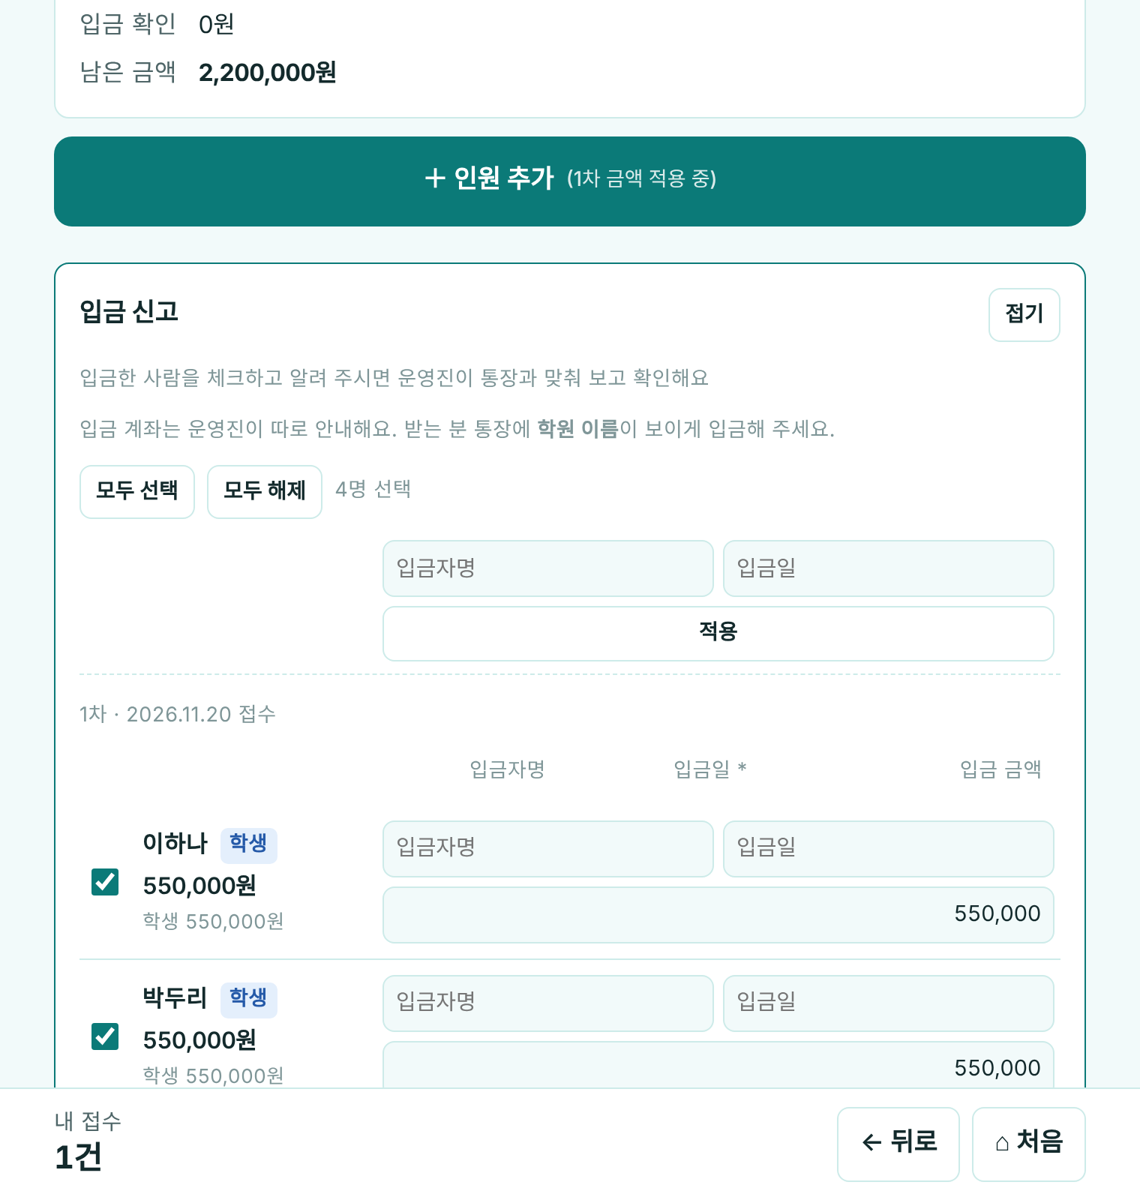 입금 확인 0원
남은 금액 2,200,000원
+ 인원 추가 (1차 금액 적용 중)
입금 신고
접기
입금한 사람을 체크하고 알려 주시면 운영진이 통장과 맞춰 보고 확인해요
입금 계좌는 운영진이 따로 안내해요. 받는 분 통장에 학원 이름이 보이게 입금해 주세요.
모두 선택 모두 해제 4명 선택
입금자명 입금일
적용
1차 · 2026.11.20 접수
입금자명 입금일 * 입금 금액
이하나 학생 입금자명 입금일
550,000원
학생 550,000원 550,000
박두리 학생 입금자명 입금일
550,000원
학생 550,000원 550,000
내 접수
1건
← 뒤로 ⌂ 처음